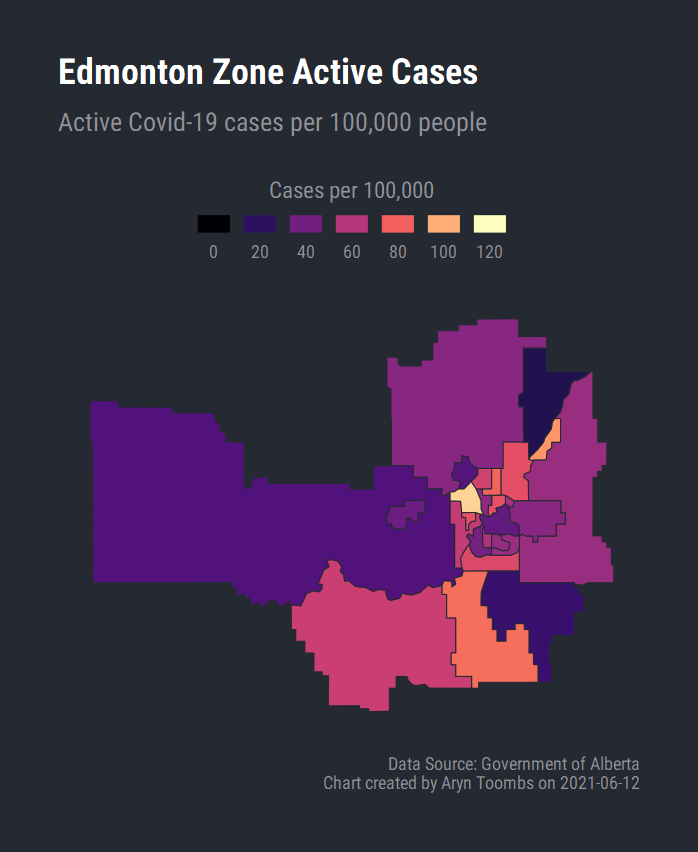 Edmonton Zone Active Cases
Active Covid-19 cases per 100,000 people
Cases per 100,000
0 20 40 60 80 100 120
Data Source: Government of Alberta
Chart created by Aryn Toombs on 2021-06-12